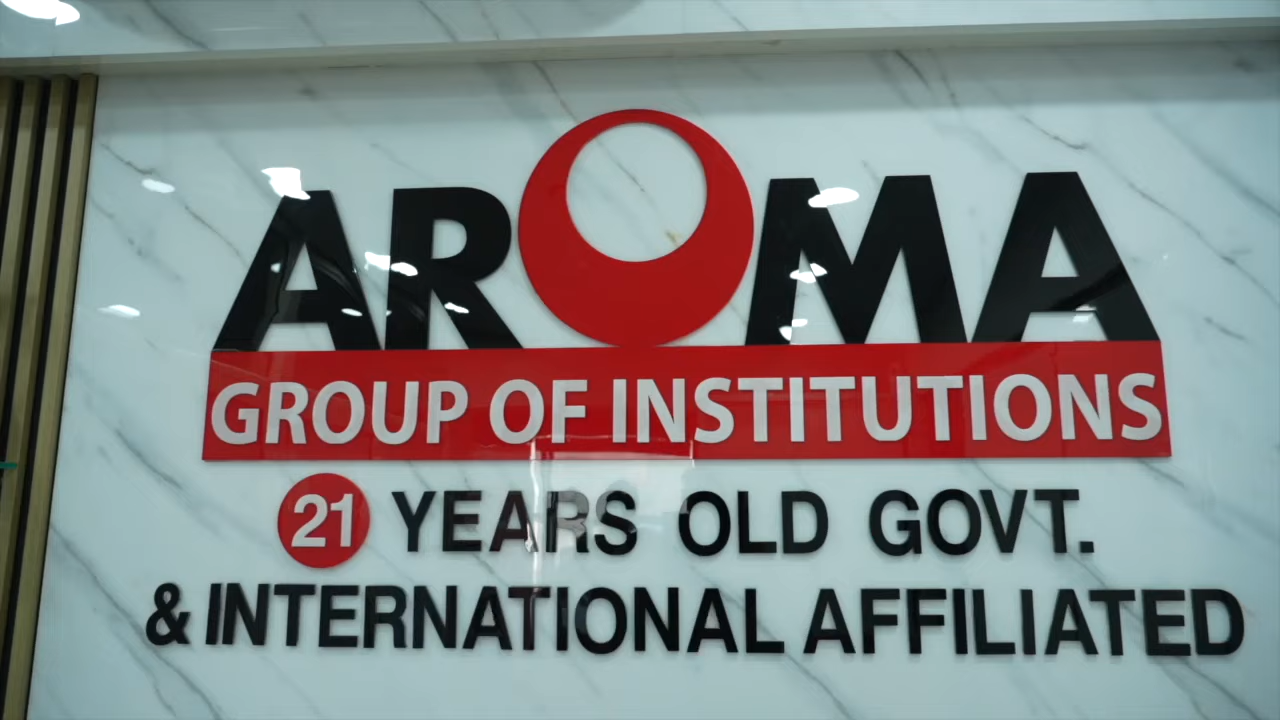 AROMA
GROUP OF INSTITUTIONS
21 YEARS OLD GOVT.
& INTERNATIONAL AFFILIATED